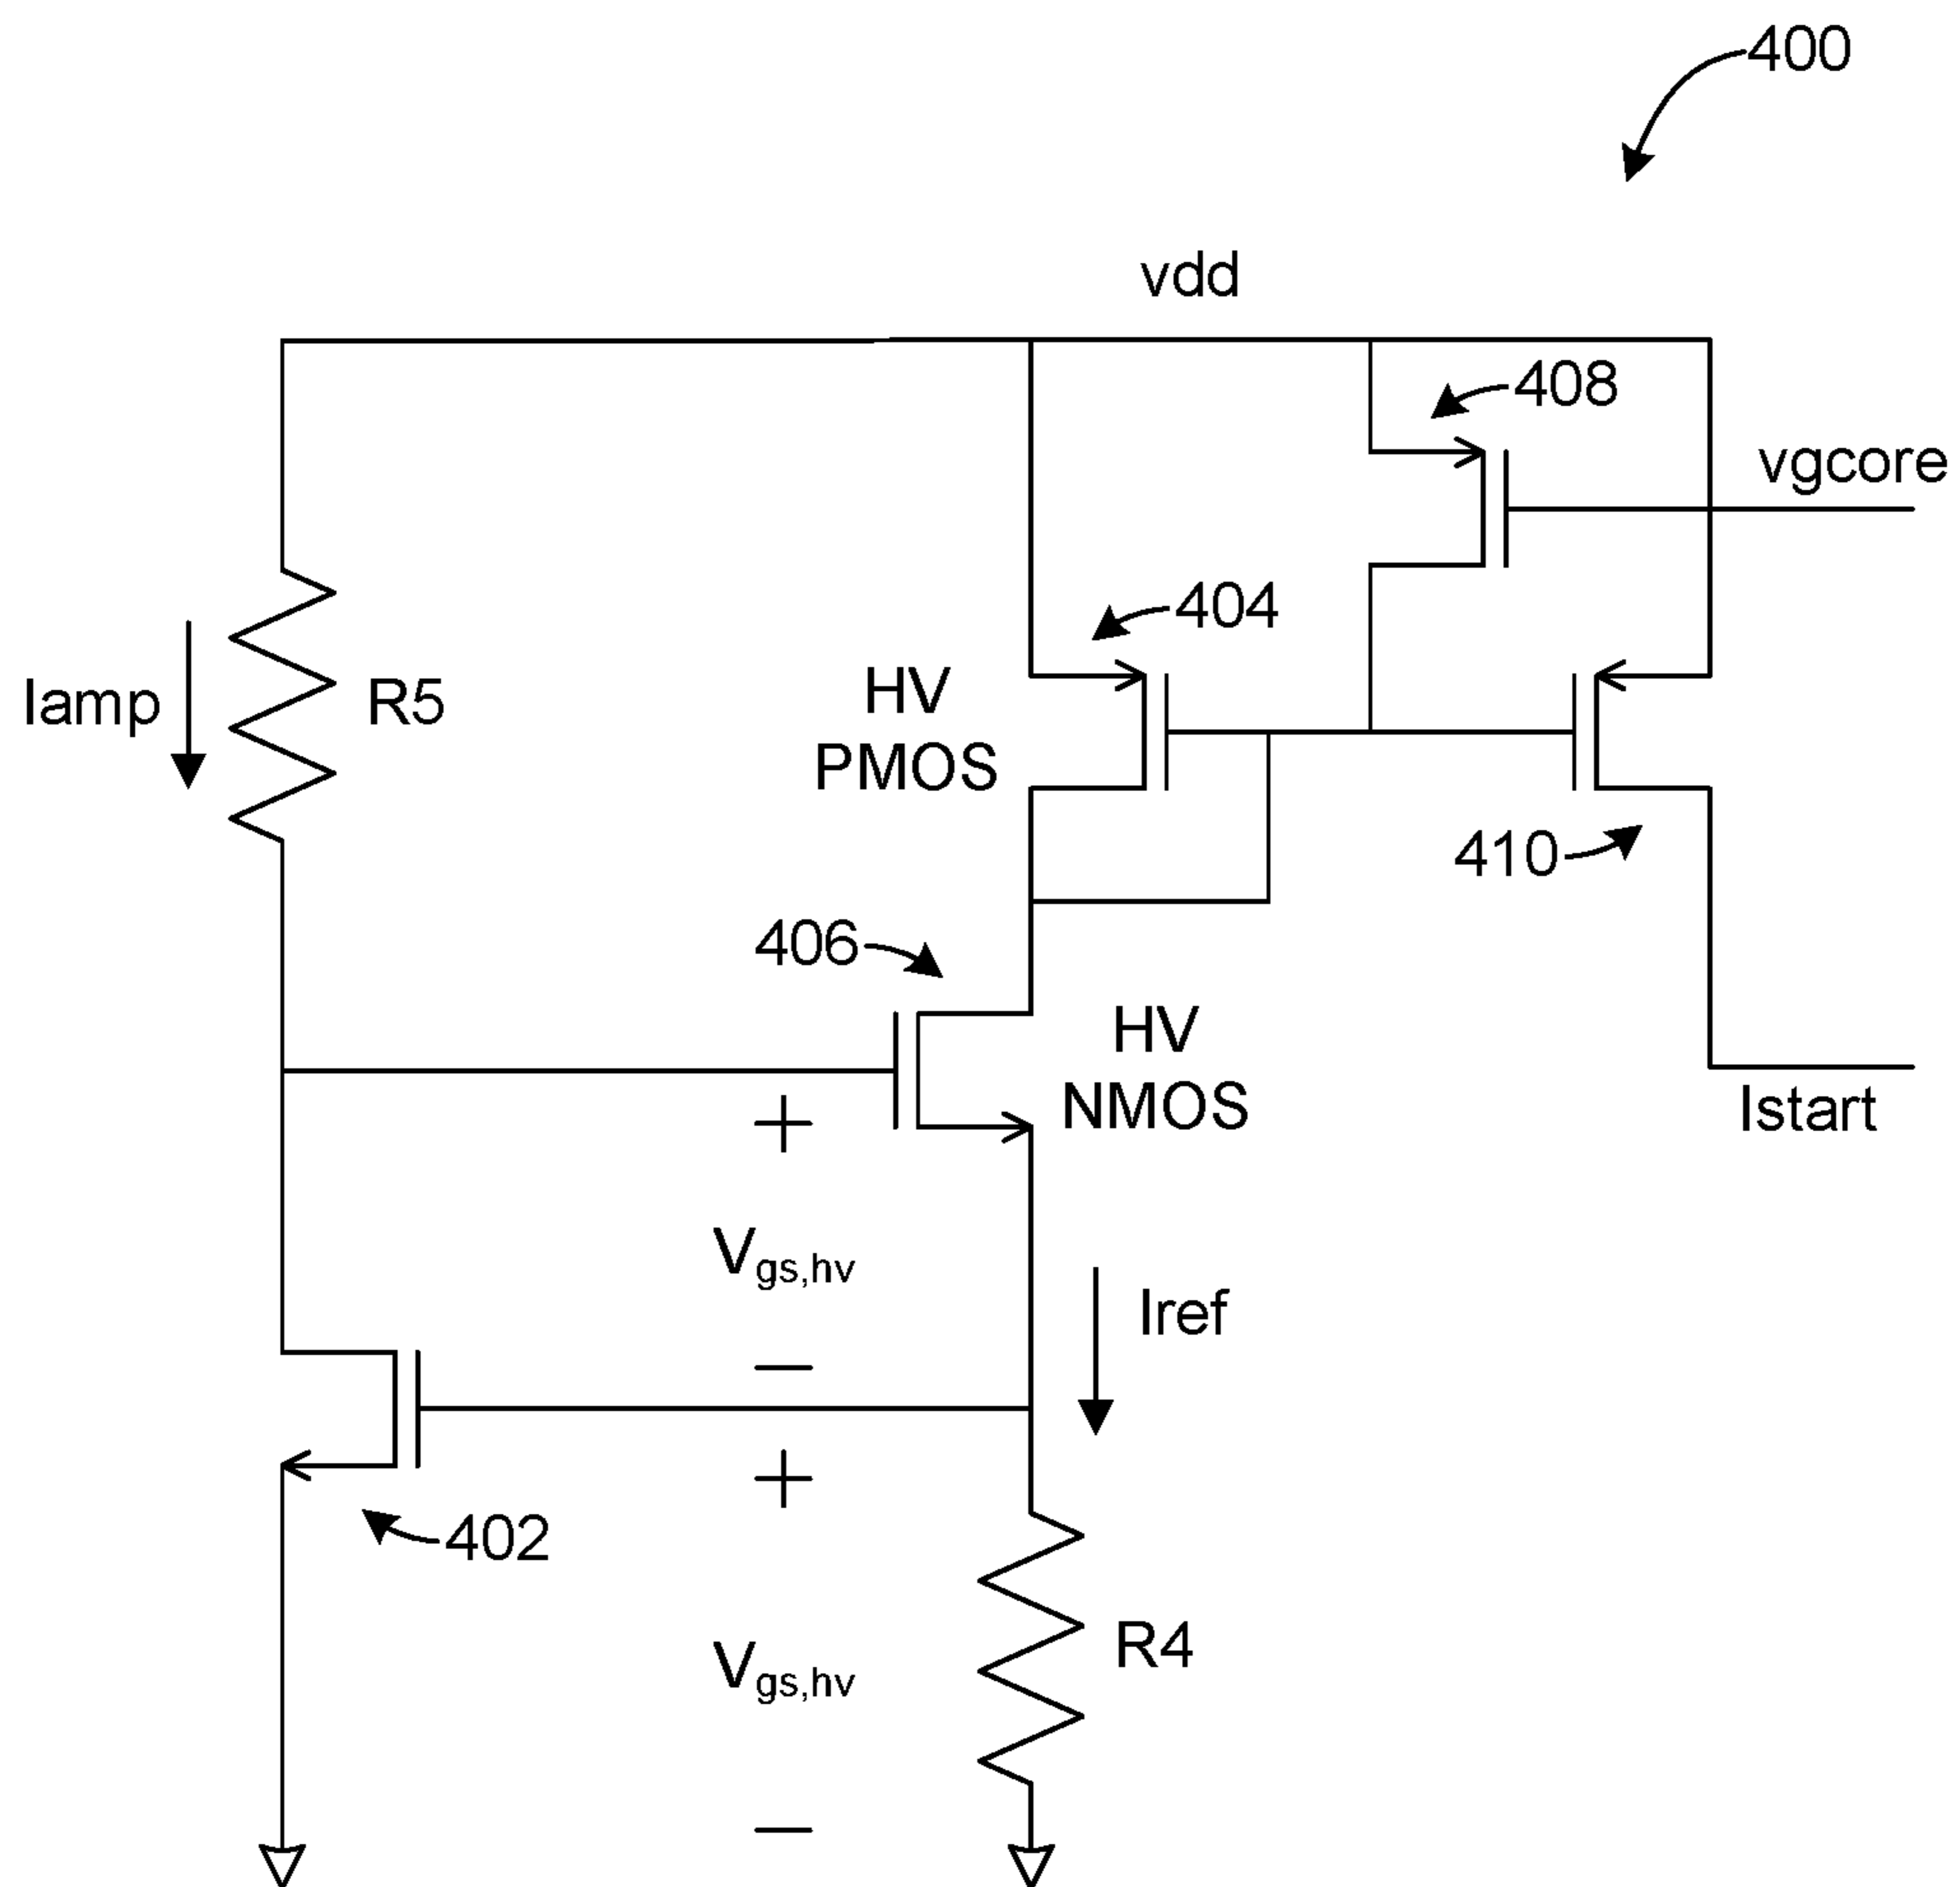 400
vdd
408
vgcore
404
HV
PMOS
Iamp
R5
410
406
HV
NMOS
Istart
+
Vgs,hv
−
Iref
+
402
Vgs,hv
R4
−